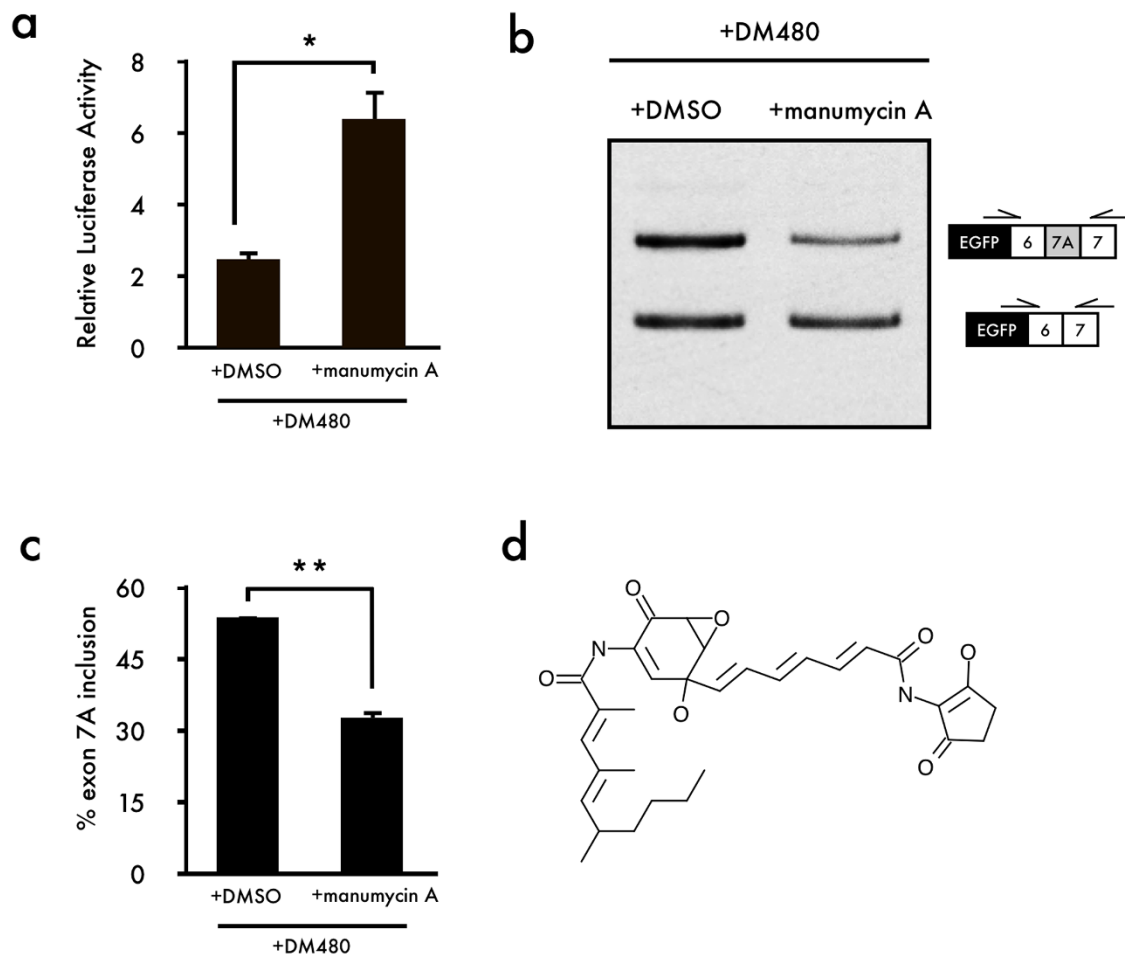 a
*
Relative Luciferase Activity
8
6
4
2
0
+DMSO
+manumycin A
+DM480
b
+DM480
+DMSO
+manumycin A
EGFP 6 7A 7
EGFP 6 7
c
**
% exon 7A inclusion
60
45
30
15
0
+DMSO
+manumycin A
+DM480
d
O
O
N
O
O
O
O
N
O